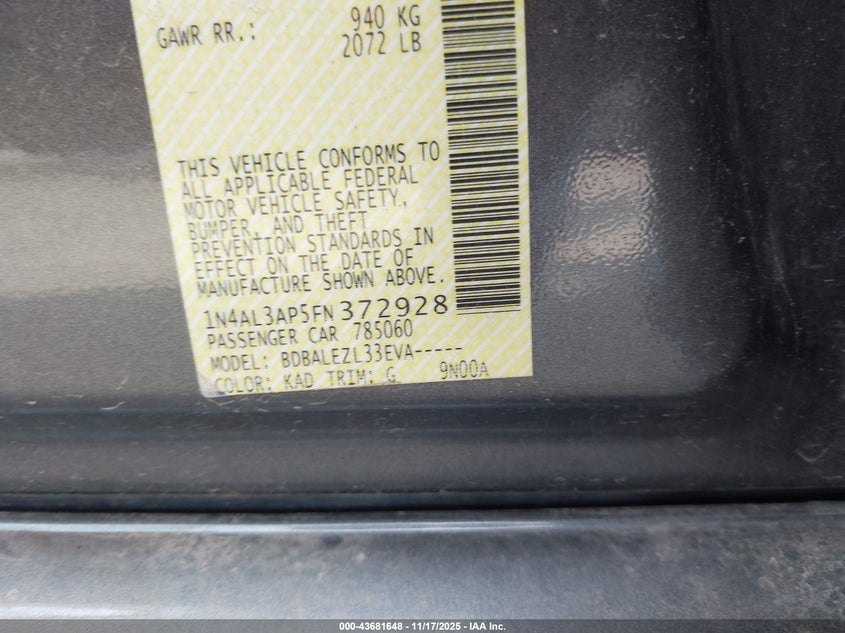 GAWR RR.: 940 KG
2072 LB
THIS VEHICLE CONFORMS TO
ALL APPLICABLE FEDERAL
MOTOR VEHICLE SAFETY,
BUMPER, AND THEFT
PREVENTION STANDARDS IN
EFFECT ON THE DATE OF
MANUFACTURE SHOWN ABOVE.
1N4AL3AP5FN372928
PASSENGER CAR 785060
MODEL: BDBALEZL33EVA-----
COLOR: KAD TRIM: G 9N00A
000-43681648 - 11/17/2025 - IAA Inc.